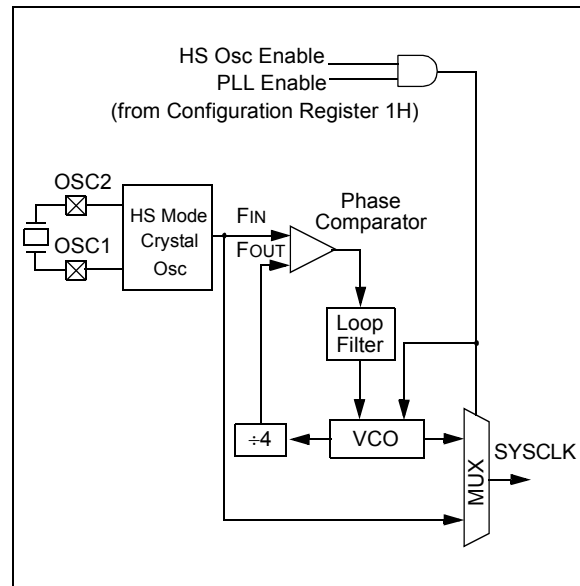 HS Osc Enable
PLL Enable
(from Configuration Register 1H)
OSC2
OSC1
HS Mode
Crystal
Osc
FIN
FOUT
Phase
Comparator
Loop
Filter
÷4
VCO
MUX
SYSCLK